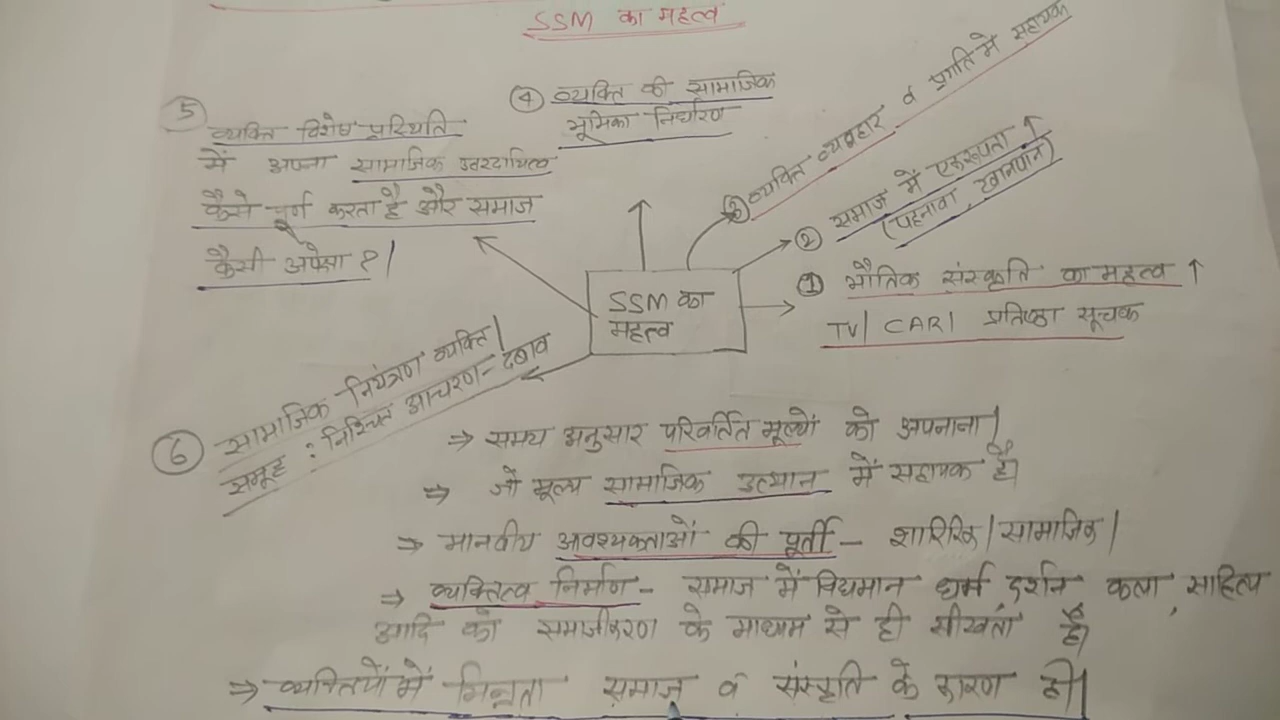 SSM का महत्व
⑤ व्यक्ति विशेष परिस्थति
में अपना सामाजिक उतरदायित्व
कैसे पूर्ण करता है और समाज
कैसी अपेक्षा ?|
④ व्यक्ति की सामाजिक
भूमिका निर्धारण
③ व्यक्ति व्यवहार व प्रगति मे सहायक
② समाज में एकरूपता ↑
(पहनावा, खानपान)
① भौतिक संस्कृति का महत्व ↑
TV| CAR| प्रतिष्ठा सूचक
SSM का
महत्व
⑥ सामाजिक नियंत्रण व्यक्ति|
समूह : निश्चित आचरण - दबाव
⇒ समय अनुसार परिवर्तित मूल्यों को अपनाना|
⇒ जो मूल्य सामाजिक उत्थान में सहायक है।
⇒ मानवीय आवश्यकताओं की पूर्ती - शारिरिक|सामाजिक|
⇒ व्यक्तित्व निर्माण - समाज में विद्यमान धर्म, दर्शन कला, साहित्य
आदि को समाजीकरण के माध्यम से ही सीखता है।
⇒ व्यक्तियों में भिन्नता समाज व संस्कृति के कारण ही|